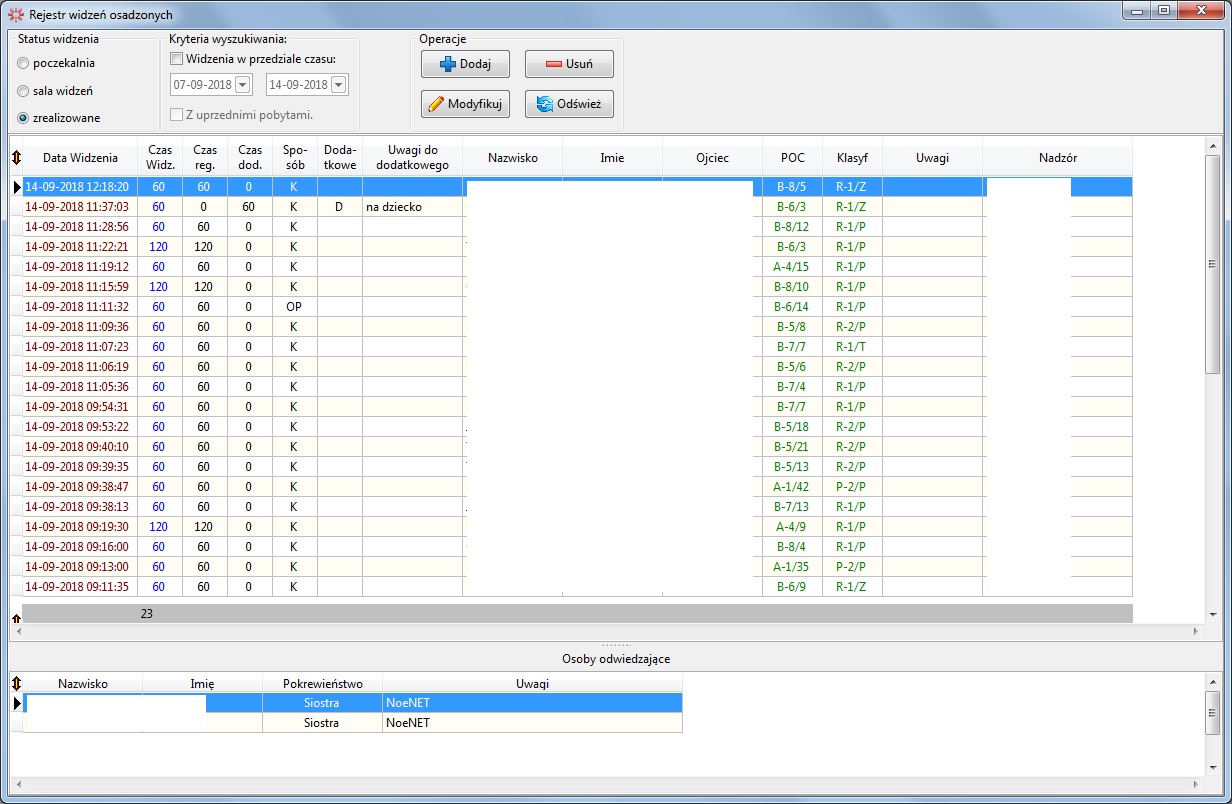 Rejestr widzeń osadzonych
Status widzenia
poczekalnia
sala widzeń
zrealizowane
Kryteria wyszukiwania:
Widzenia w przedziale czasu:
07-09-2018 14-09-2018
Z uprzednimi pobytami.
Operacje
Dodaj Usuń
Modyfikuj Odśwież
Data Widzenia Czas Widz. Czas reg. Czas dod. Spo-sób Doda-tkowe Uwagi do dodatkowego Nazwisko Imie Ojciec POC Klasyf Uwagi Nadzór
14-09-2018 12:18:20 60 60 0 K B-8/5 R-1/Z
14-09-2018 11:37:03 60 0 60 K D na dziecko B-6/3 R-1/Z
14-09-2018 11:28:56 60 60 0 K B-8/12 R-1/P
14-09-2018 11:22:21 120 120 0 K B-6/3 R-1/P
14-09-2018 11:19:12 60 60 0 K A-4/15 R-1/P
14-09-2018 11:15:59 120 120 0 K B-8/10 R-1/P
14-09-2018 11:11:32 60 60 0 OP B-6/14 R-1/P
14-09-2018 11:09:36 60 60 0 K B-5/8 R-2/P
14-09-2018 11:07:23 60 60 0 K B-7/7 R-1/T
14-09-2018 11:06:19 60 60 0 K B-5/6 R-2/P
14-09-2018 11:05:36 60 60 0 K B-7/4 R-1/P
14-09-2018 09:54:31 60 60 0 K B-7/7 R-1/P
14-09-2018 09:53:22 60 60 0 K B-5/18 R-2/P
14-09-2018 09:40:10 60 60 0 K B-5/21 R-2/P
14-09-2018 09:39:35 60 60 0 K B-5/13 R-2/P
14-09-2018 09:38:47 60 60 0 K A-1/42 P-2/P
14-09-2018 09:38:13 60 60 0 K B-7/13 R-1/P
14-09-2018 09:19:30 120 120 0 K A-4/9 R-1/P
14-09-2018 09:16:00 60 60 0 K B-8/4 R-1/P
14-09-2018 09:13:00 60 60 0 K A-1/35 P-2/P
14-09-2018 09:11:35 60 60 0 K B-6/9 R-1/Z
23
Osoby odwiedzające
Nazwisko Imię Pokrewieństwo Uwagi
Siostra NoeNET
Siostra NoeNET